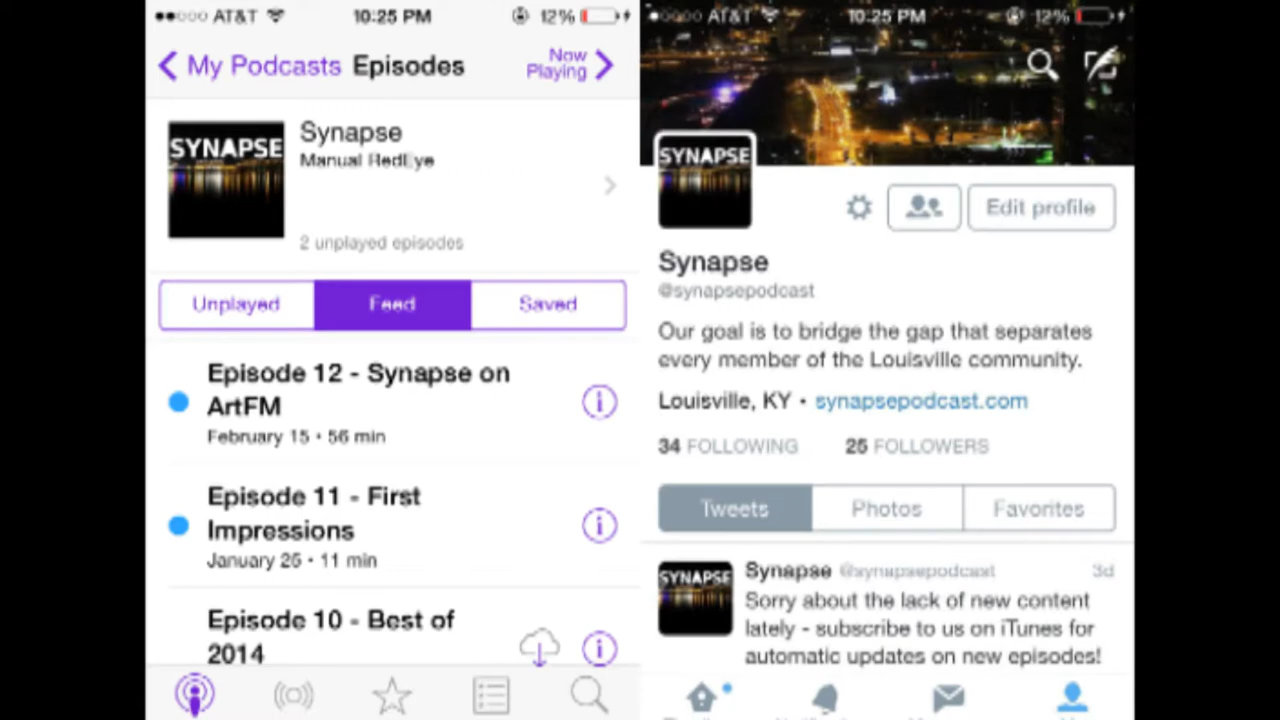 AT&T 10:25 PM 12%
My Podcasts Episodes Now Playing
SYNAPSE
Synapse
Manual RedEye
2 unplayed episodes
Unplayed Feed Saved
Episode 12 - Synapse on
ArtFM
February 15 • 56 min
Episode 11 - First
Impressions
January 25 • 11 min
Episode 10 - Best of
2014
AT&T 10:25 PM 12%
SYNAPSE
Edit profile
Synapse
@synapsepodcast
Our goal is to bridge the gap that separates
every member of the Louisville community.
Louisville, KY • synapsepodcast.com
34 FOLLOWING 25 FOLLOWERS
Tweets Photos Favorites
SYNAPSE
Synapse @synapsepodcast 3d
Sorry about the lack of new content
lately - subscribe to us on iTunes for
automatic updates on new episodes!